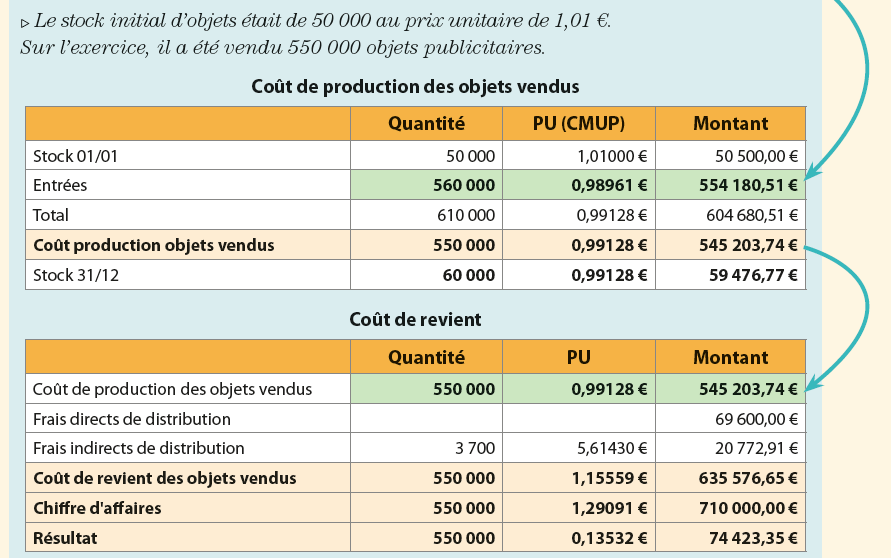 ▹ Le stock initial d’objets était de 50 000 au prix unitaire de 1,01 €.
Sur l’exercice, il a été vendu 550 000 objets publicitaires.
Coût de production des objets vendus
Quantité PU (CMUP) Montant
Stock 01/01 50 000 1,01000 € 50 500,00 €
Entrées 560 000 0,98961 € 554 180,51 €
Total 610 000 0,99128 € 604 680,51 €
Coût production objets vendus 550 000 0,99128 € 545 203,74 €
Stock 31/12 60 000 0,99128 € 59 476,77 €
Coût de revient
Quantité PU Montant
Coût de production des objets vendus 550 000 0,99128 € 545 203,74 €
Frais directs de distribution 69 600,00 €
Frais indirects de distribution 3 700 5,61430 € 20 772,91 €
Coût de revient des objets vendus 550 000 1,15559 € 635 576,65 €
Chiffre d'affaires 550 000 1,29091 € 710 000,00 €
Résultat 550 000 0,13532 € 74 423,35 €